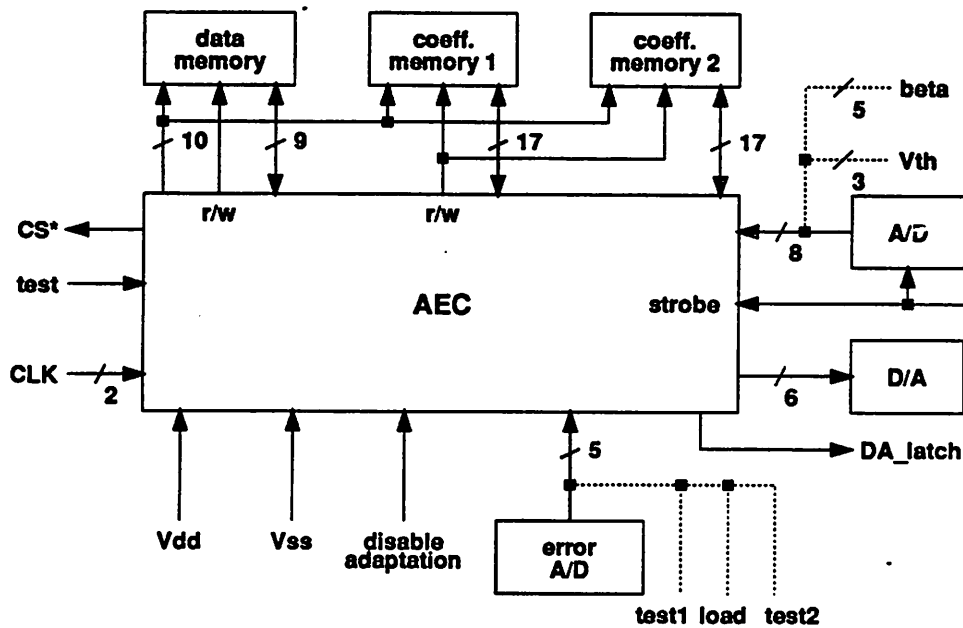 data
memory
coeff.
memory 1
coeff.
memory 2
beta
5
10
9
17
17
Vth
3
r/w
r/w
CS*
A/D
8
test
AEC
strobe
CLK
2
D/A
6
5
DA_latch
Vdd
Vss
disable
adaptation
error
A/D
test1 load test2